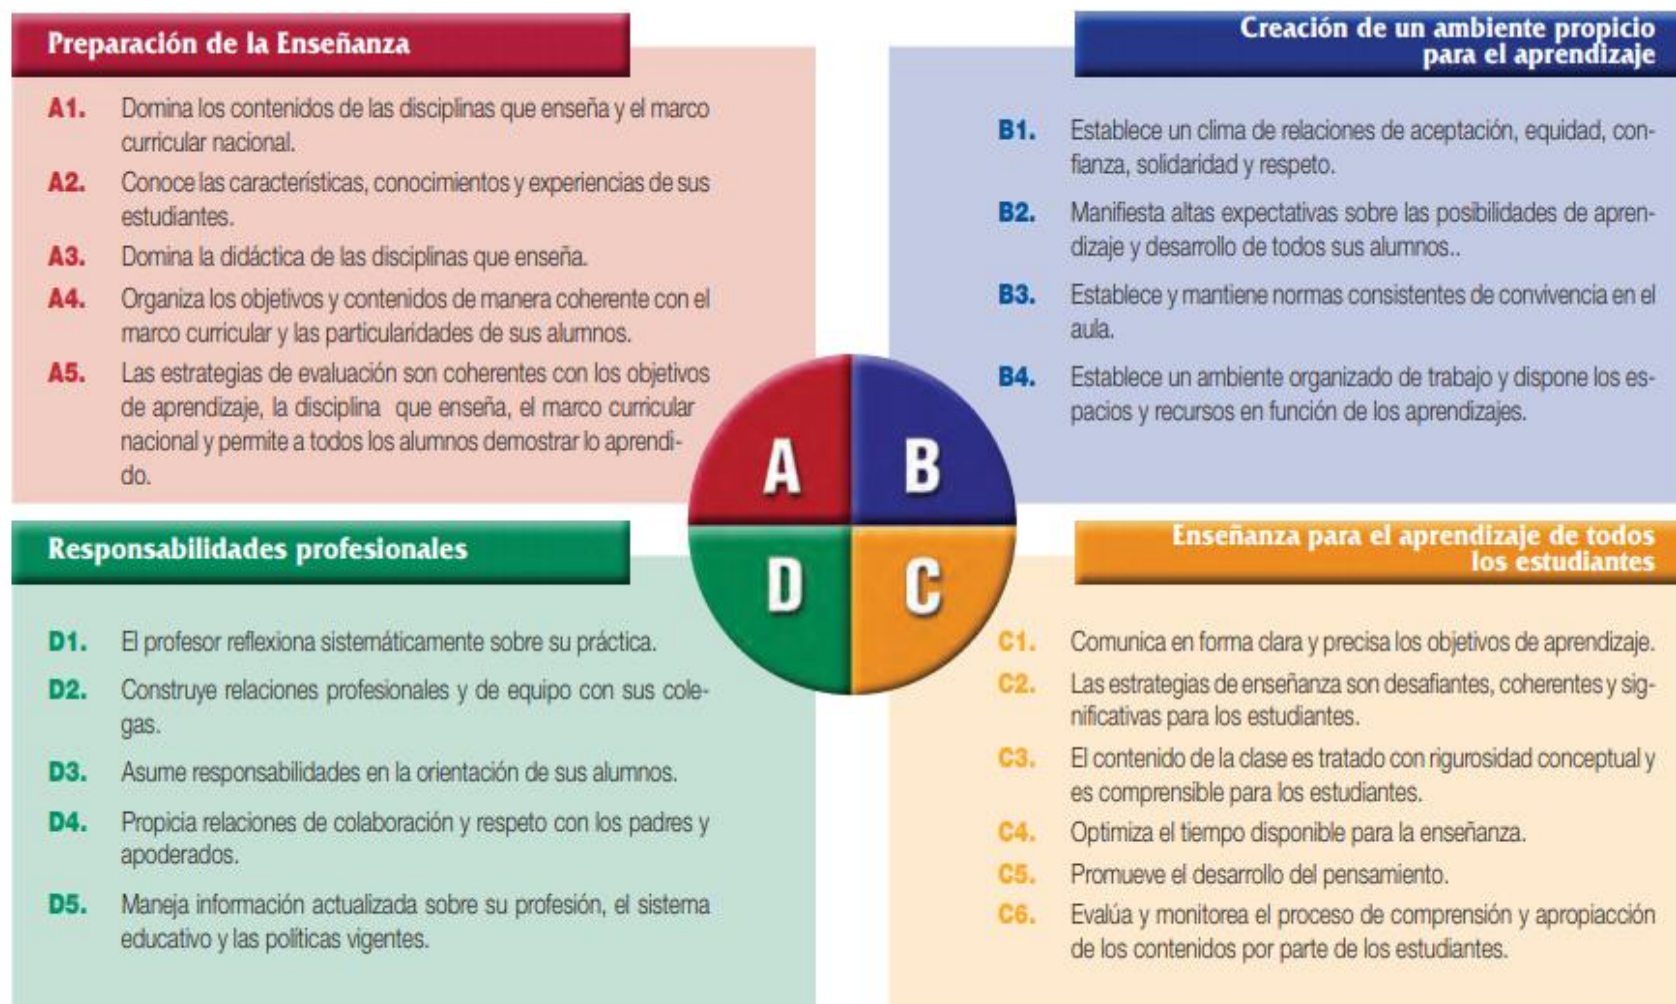 Preparación de la Enseñanza
A1. Domina los contenidos de las disciplinas que enseña y el marco
curricular nacional.
A2. Conoce las características, conocimientos y experiencias de sus
estudiantes.
A3. Domina la didáctica de las disciplinas que enseña.
A4. Organiza los objetivos y contenidos de manera coherente con el
marco curricular y las particularidades de sus alumnos.
A5. Las estrategias de evaluación son coherentes con los objetivos
de aprendizaje, la disciplina que enseña, el marco curricular
nacional y permite a todos los alumnos demostrar lo aprendi-
do.
Creación de un ambiente propicio
para el aprendizaje
B1. Establece un clima de relaciones de aceptación, equidad, con-
fianza, solidaridad y respeto.
B2. Manifiesta altas expectativas sobre las posibilidades de apren-
dizaje y desarrollo de todos sus alumnos..
B3. Establece y mantiene normas consistentes de convivencia en el
aula.
B4. Establece un ambiente organizado de trabajo y dispone los es-
pacios y recursos en función de los aprendizajes.
A B
D C
Responsabilidades profesionales
D1. El profesor reflexiona sistemáticamente sobre su práctica.
D2. Construye relaciones profesionales y de equipo con sus cole-
gas.
D3. Asume responsabilidades en la orientación de sus alumnos.
D4. Propicia relaciones de colaboración y respeto con los padres y
apoderados.
D5. Maneja información actualizada sobre su profesión, el sistema
educativo y las políticas vigentes.
Enseñanza para el aprendizaje de todos
los estudiantes
C1. Comunica en forma clara y precisa los objetivos de aprendizaje.
C2. Las estrategias de enseñanza son desafiantes, coherentes y sig-
nificativas para los estudiantes.
C3. El contenido de la clase es tratado con rigurosidad conceptual y
es comprensible para los estudiantes.
C4. Optimiza el tiempo disponible para la enseñanza.
C5. Promueve el desarrollo del pensamiento.
C6. Evalúa y monitorea el proceso de comprensión y apropiacción
de los contenidos por parte de los estudiantes.